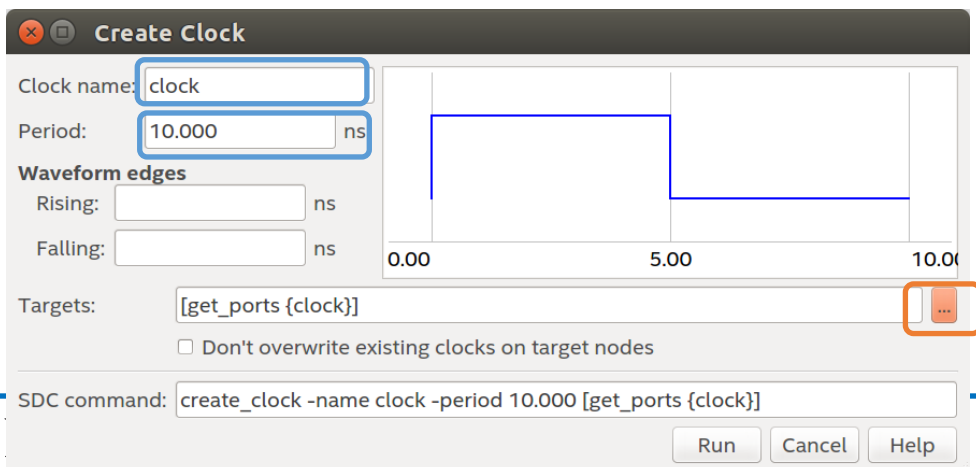 Create Clock
Clock name: clock
Period: 10.000 ns
Waveform edges
Rising: ns
Falling: ns
0.00 5.00 10.00
Targets: [get_ports {clock}] ...
Don't overwrite existing clocks on target nodes
SDC command: create_clock -name clock -period 10.000 [get_ports {clock}]
Run Cancel Help